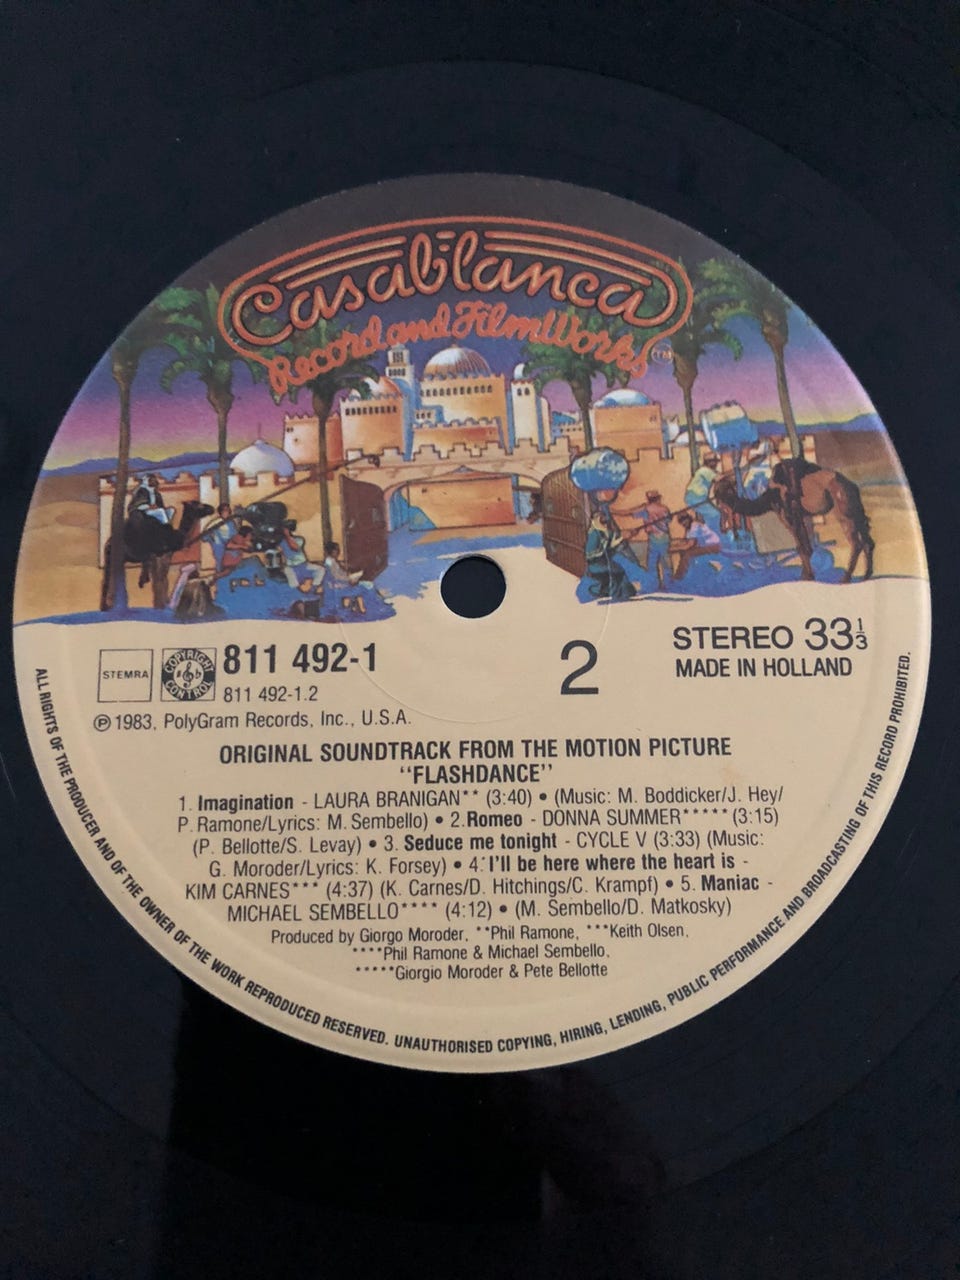 Casablanca
Record and FilmWorks
TM
STEMRA
COPYRIGHT CONTROL
811 492-1
811 492-1.2
℗ 1983, PolyGram Records, Inc., U.S.A.
2
STEREO 33⅓
MADE IN HOLLAND
ORIGINAL SOUNDTRACK FROM THE MOTION PICTURE
"FLASHDANCE"
1. Imagination - LAURA BRANIGAN** (3:40) • (Music: M. Boddicker/J. Hey/
P. Ramone/Lyrics: M. Sembello) • 2. Romeo - DONNA SUMMER***** (3:15)
(P. Bellotte/S. Levay) • 3. Seduce me tonight - CYCLE V (3:33) (Music:
G. Moroder/Lyrics: K. Forsey) • 4. I'll be here where the heart is -
KIM CARNES*** (4:37) (K. Carnes/D. Hitchings/C. Krampf) • 5. Maniac -
MICHAEL SEMBELLO**** (4:12) • (M. Sembello/D. Matkosky)
Produced by Giorgo Moroder, **Phil Ramone, ***Keith Olsen,
****Phil Ramone & Michael Sembello,
*****Giorgio Moroder & Pete Bellotte
ALL RIGHTS OF THE PRODUCER AND OF THE OWNER OF THE WORK REPRODUCED RESERVED. UNAUTHORISED COPYING, HIRING, LENDING, PUBLIC PERFORMANCE AND BROADCASTING OF THIS RECORD PROHIBITED.